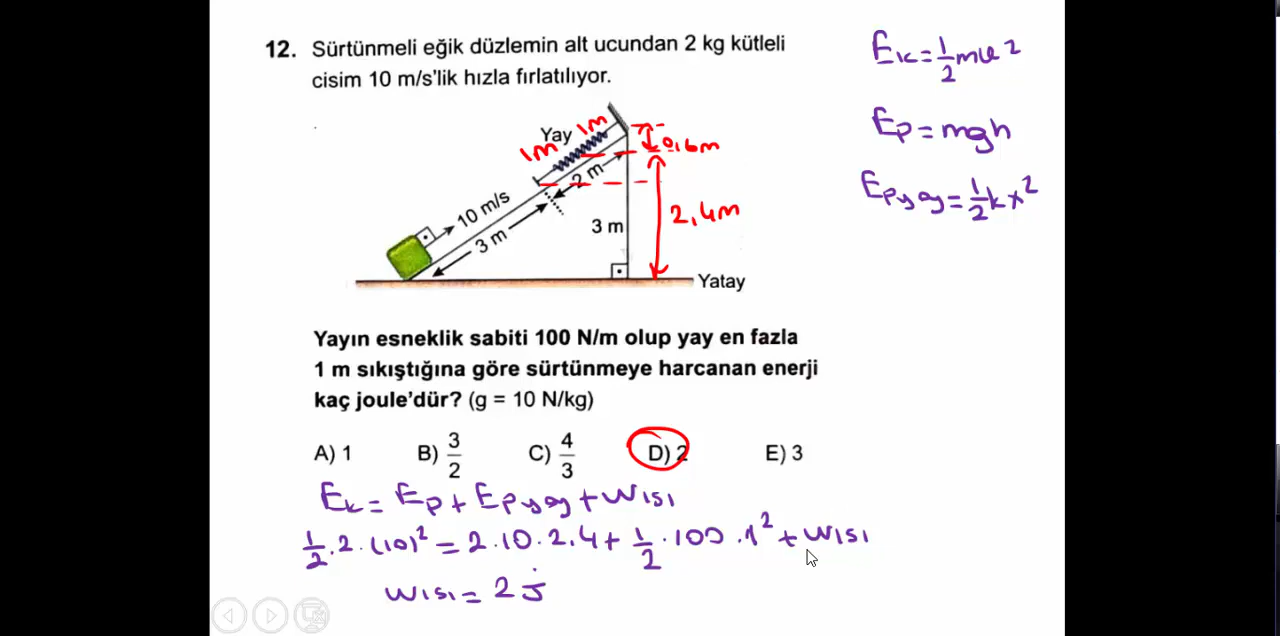 12. Sürtünmeli eğik düzlemin alt ucundan 2 kg kütleli
cisim 10 m/s'lik hızla fırlatılıyor.
Ek = 1/2 mv²
Ep = mgh
Epyay = 1/2 kx²
Yay
1m
1m
0,6m
2 m
10 m/s
3 m
3 m
2,4m
Yatay
Yayın esneklik sabiti 100 N/m olup yay en fazla
1 m sıkıştığına göre sürtünmeye harcanan enerji
kaç joule'dür? (g = 10 N/kg)
A) 1 B) 3/2 C) 4/3 D) 2 E) 3
Ek = Ep + Epyay + Wısı
1/2 . 2 . (10)² = 2.10.2,4 + 1/2 . 100 . 1² + Wısı
Wısı = 2 j